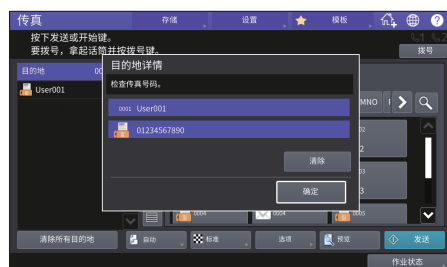 传真
存储
设置
模板
按下发送或开始键。
要拨号，拿起话筒并按拨号键。
拨号
目的地
User001
目的地详情
检查传真号码。
0001 User001
01234567890
清除
确定
MNO
0004
0004
0005
清除所有目的地
自动
标准
选项
预览
发送
作业状态